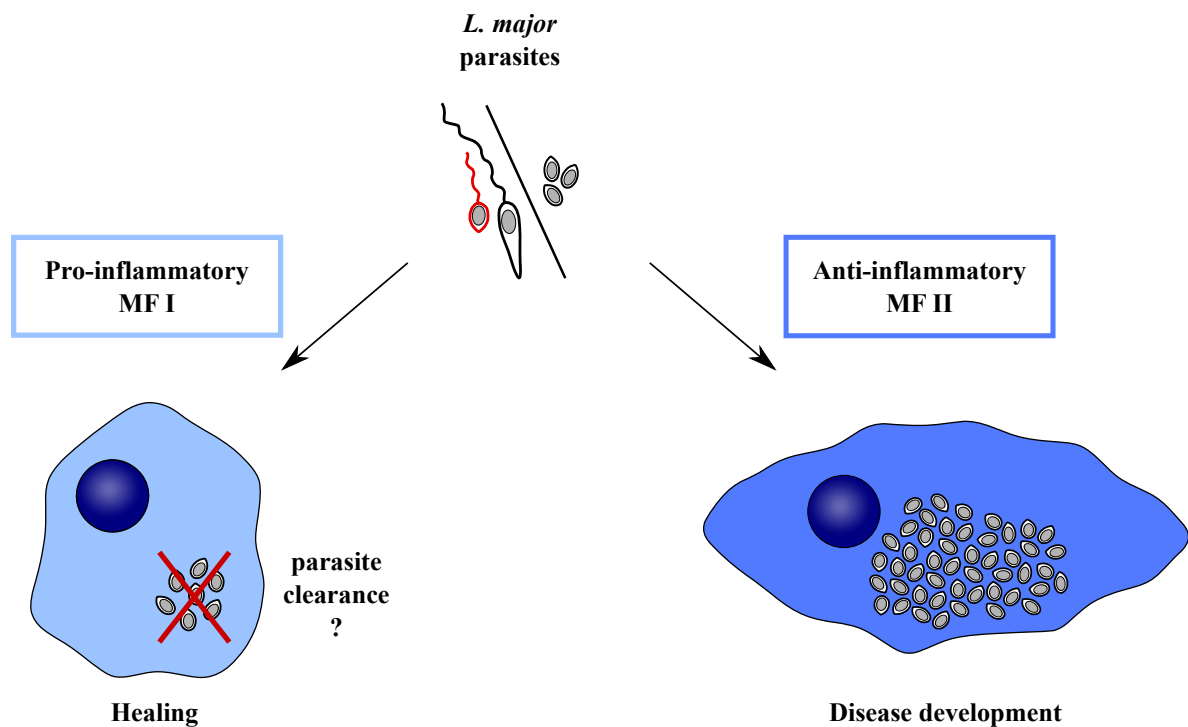 L. major
parasites
Pro-inflammatory
MF I
Anti-inflammatory
MF II
parasite
clearance
?
Healing
Disease development